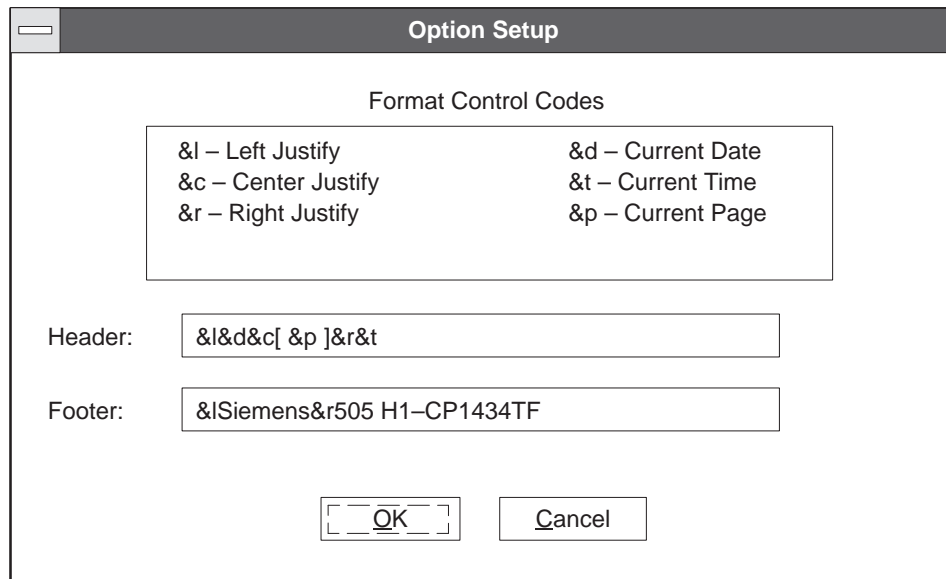 Option Setup
Format Control Codes
&l – Left Justify &d – Current Date
&c – Center Justify &t – Current Time
&r – Right Justify &p – Current Page
Header: &l&d&c[ &p ]&r&t
Footer: &lSiemens&r505 H1–CP1434TF
OK Cancel